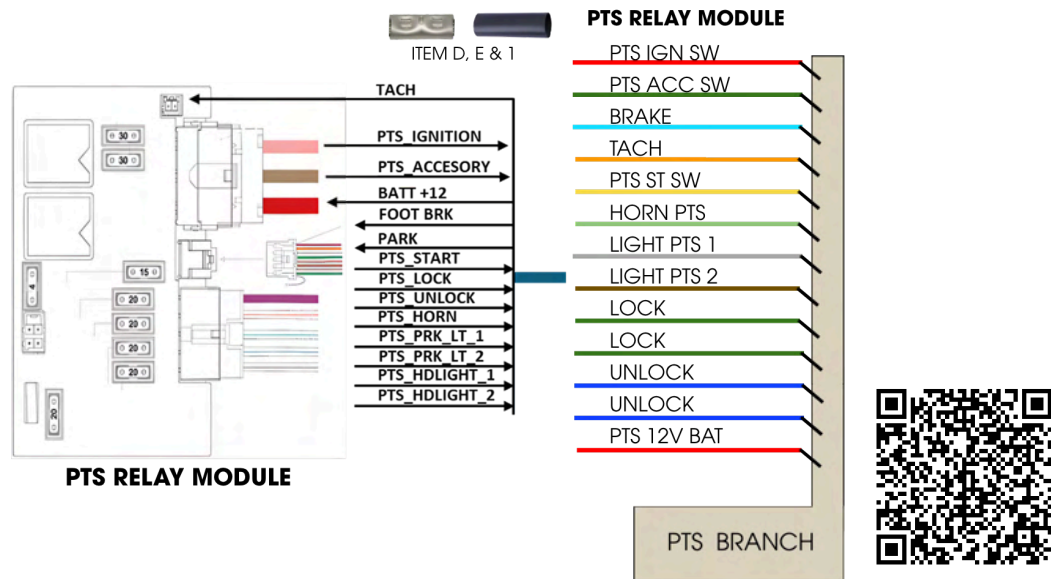 PTS RELAY MODULE
ITEM D, E & 1
TACH
PTS_IGNITION
PTS_ACCESORY
BATT +12
FOOT BRK
PARK
PTS_START
PTS_LOCK
PTS_UNLOCK
PTS_HORN
PTS_PRK_LT_1
PTS_PRK_LT_2
PTS_HDLIGHT_1
PTS_HDLIGHT_2
30
30
15
4
20
20
20
20
20
PTS RELAY MODULE
PTS IGN SW
PTS ACC SW
BRAKE
TACH
PTS ST SW
HORN PTS
LIGHT PTS 1
LIGHT PTS 2
LOCK
LOCK
UNLOCK
UNLOCK
PTS 12V BAT
PTS BRANCH